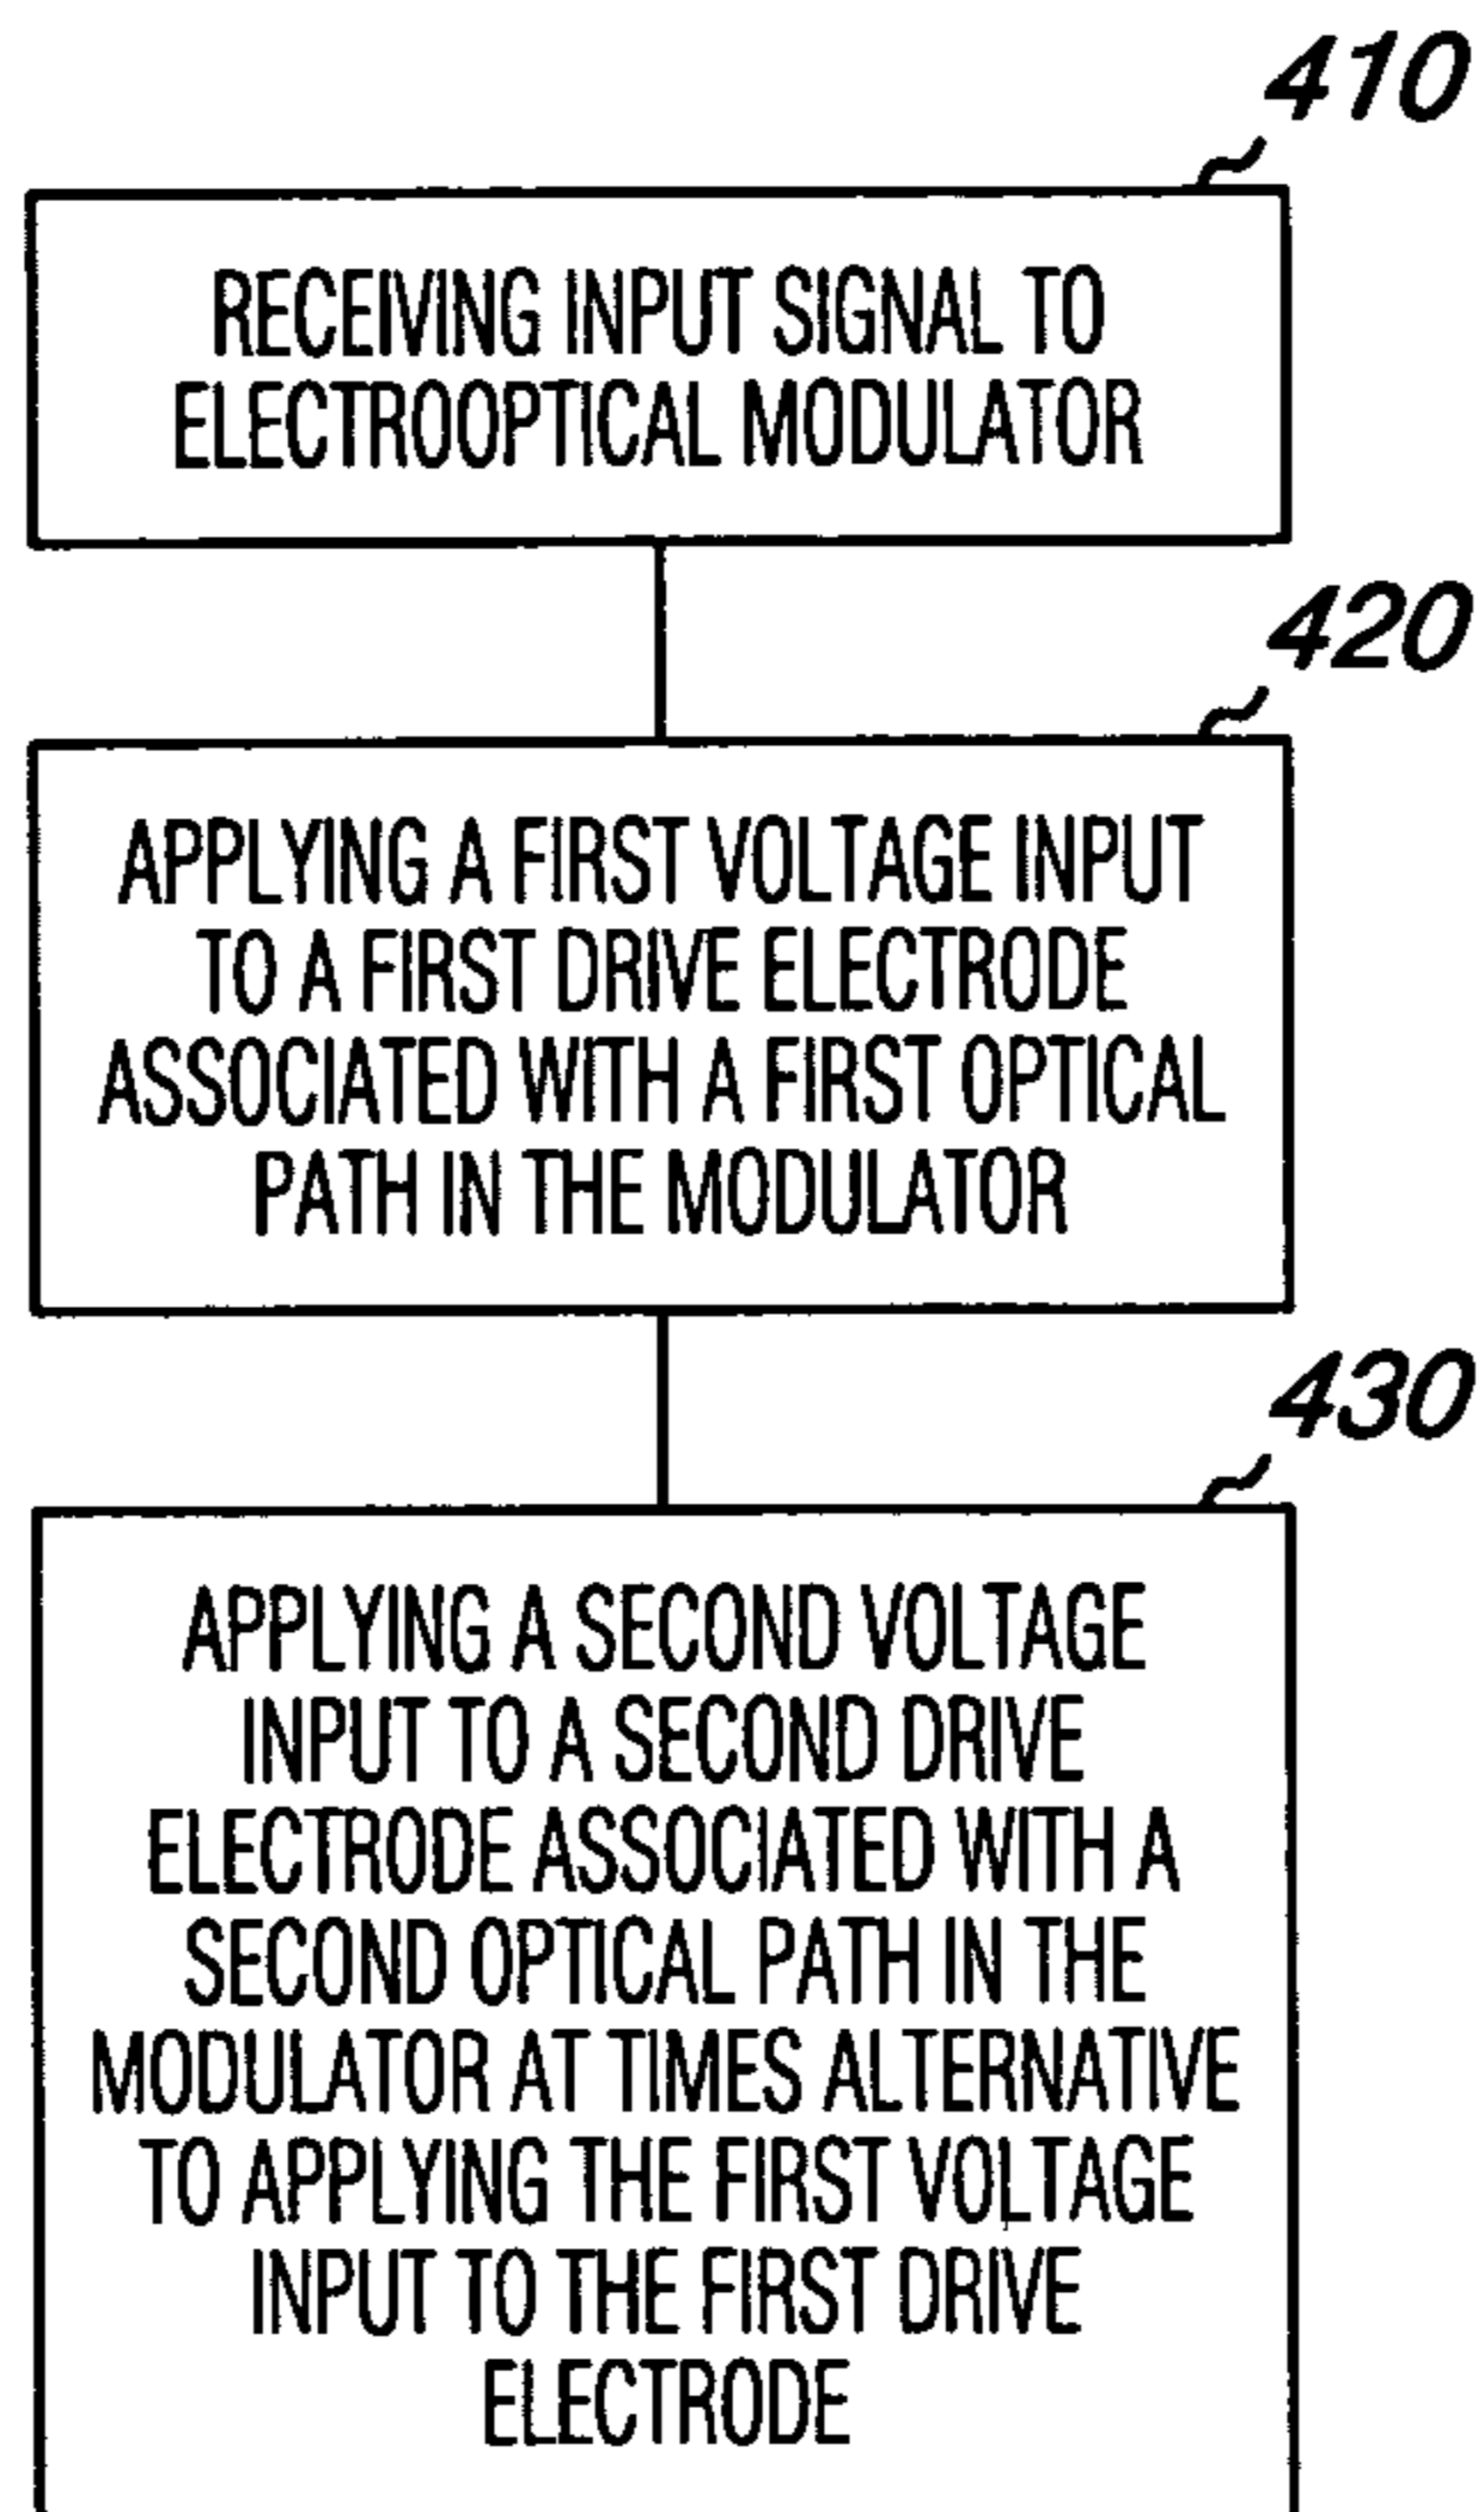 410
RECEIVING INPUT SIGNAL TO
ELECTROOPTICAL MODULATOR
420
APPLYING A FIRST VOLTAGE INPUT
TO A FIRST DRIVE ELECTRODE
ASSOCIATED WITH A FIRST OPTICAL
PATH IN THE MODULATOR
430
APPLYING A SECOND VOLTAGE
INPUT TO A SECOND DRIVE
ELECTRODE ASSOCIATED WITH A
SECOND OPTICAL PATH IN THE
MODULATOR AT TIMES ALTERNATIVE
TO APPLYING THE FIRST VOLTAGE
INPUT TO THE FIRST DRIVE
ELECTRODE